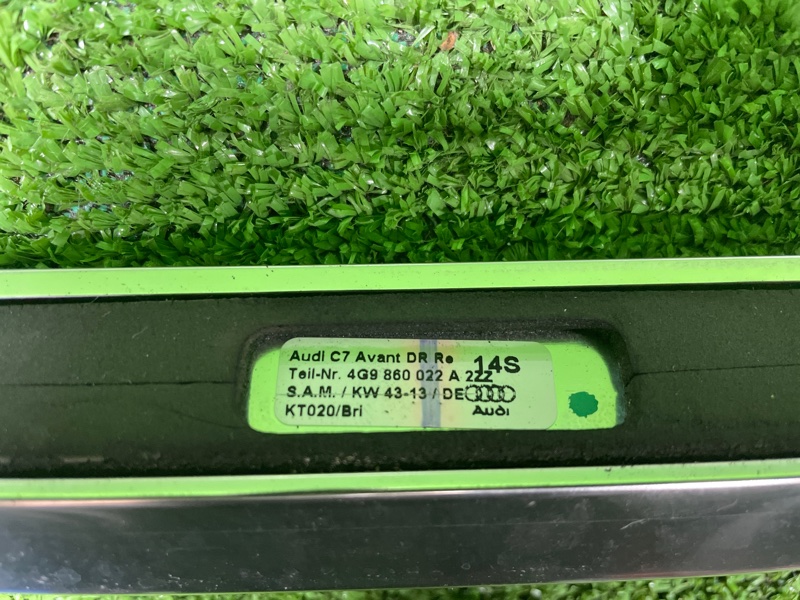 Audi C7 Avant DR Re 14S
Teil-Nr. 4G9 860 022 A 2ZZ
S.A.M. / KW 43-13 / DE
KT020/Bri Audi